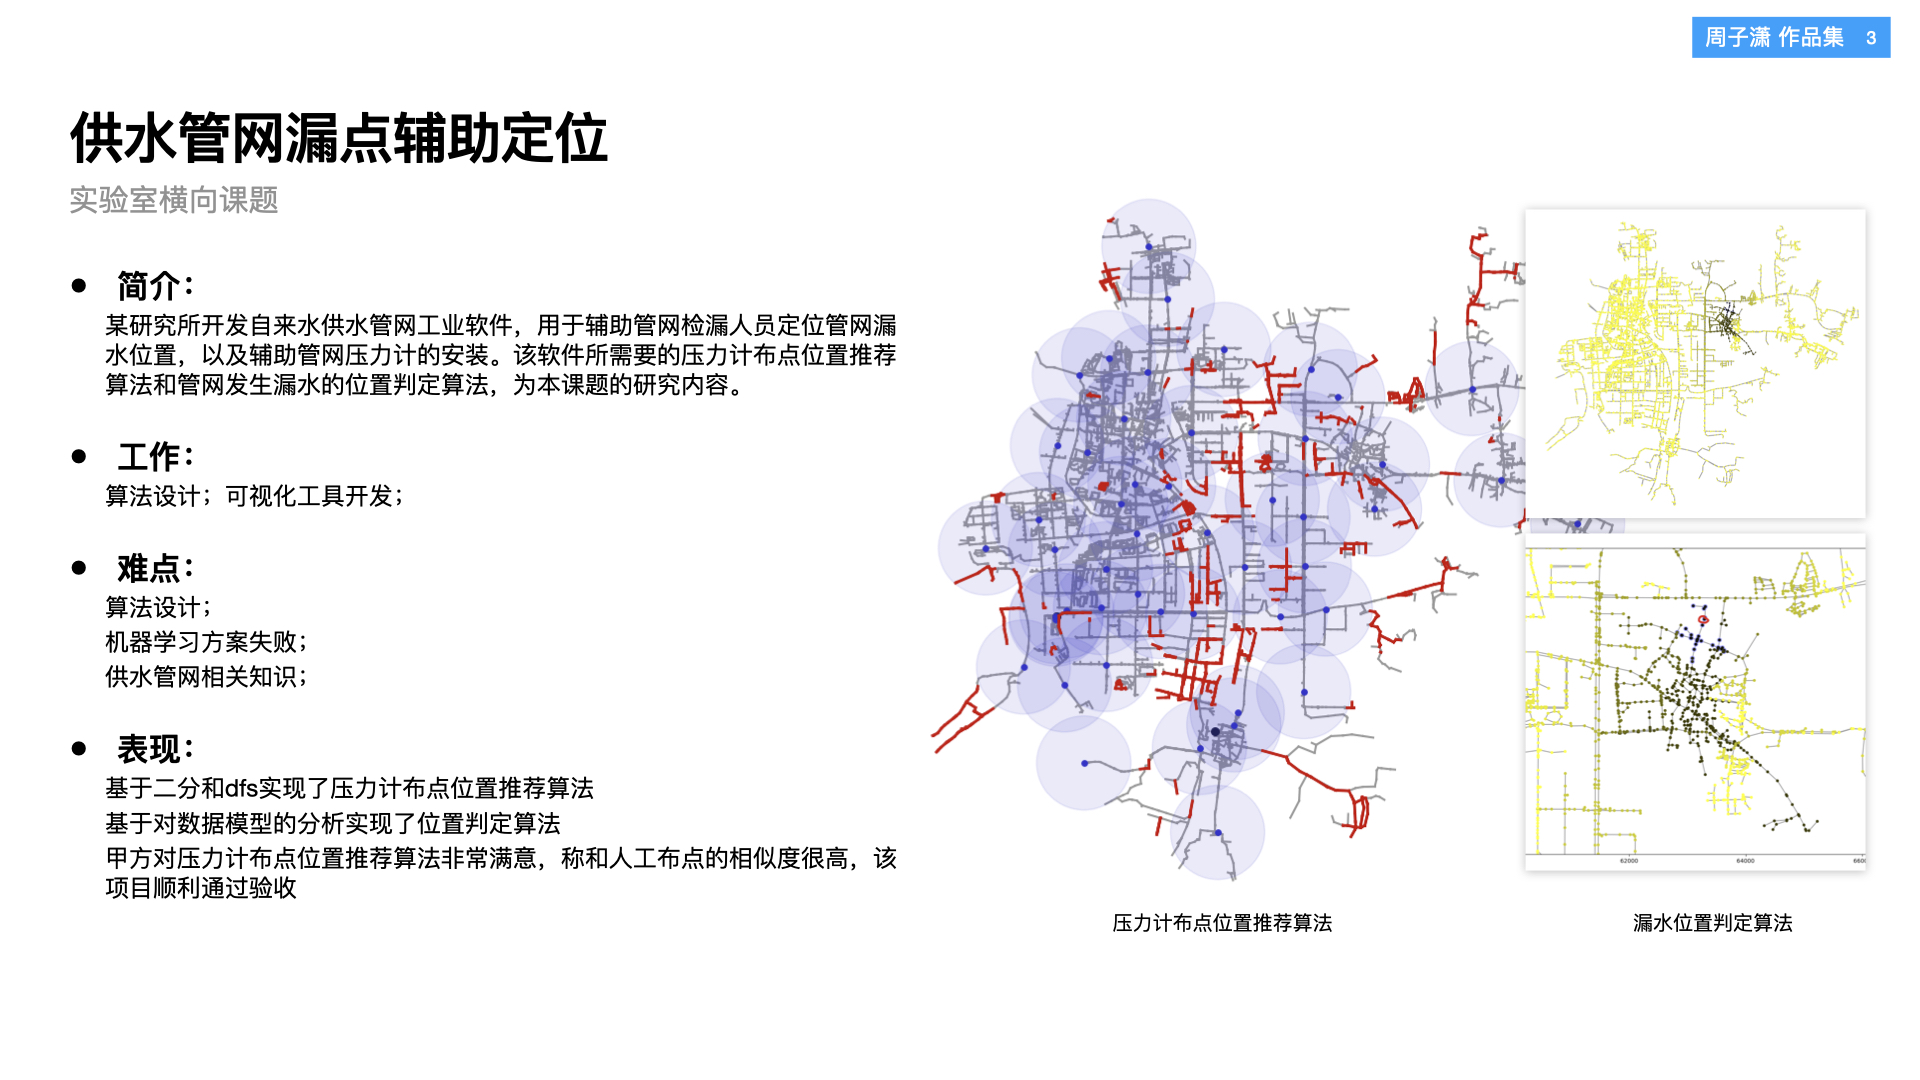 周子潇 作品集 3
供水管网漏点辅助定位
实验室横向课题
● 简介：
某研究所开发自来水供水管网工业软件，用于辅助管网检漏人员定位管网漏
水位置，以及辅助管网压力计的安装。该软件所需要的压力计布点位置推荐
算法和管网发生漏水的位置判定算法，为本课题的研究内容。
● 工作：
算法设计；可视化工具开发；
● 难点：
算法设计；
机器学习方案失败；
供水管网相关知识；
● 表现：
基于二分和dfs实现了压力计布点位置推荐算法
基于对数据模型的分析实现了位置判定算法
甲方对压力计布点位置推荐算法非常满意，称和人工布点的相似度很高，该
项目顺利通过验收
62000 64000
压力计布点位置推荐算法
漏水位置判定算法